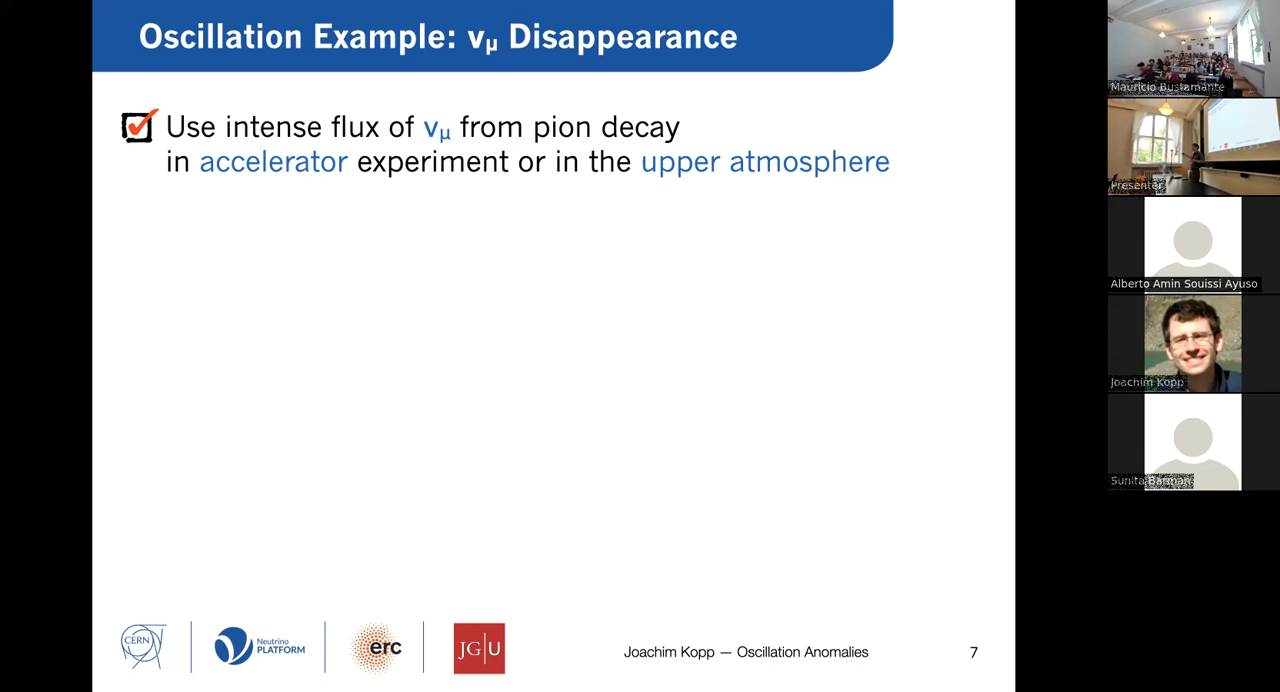 Oscillation Example: νμ Disappearance
Use intense flux of νμ from pion decay
in accelerator experiment or in the upper atmosphere
CERN
Neutrino
PLATFORM
erc
JG|U
Joachim Kopp — Oscillation Anomalies
7
Mauricio Bustamante
Presenter
Alberto Amin Souissi Ayuso
Joachim Kopp
Sunita Barman